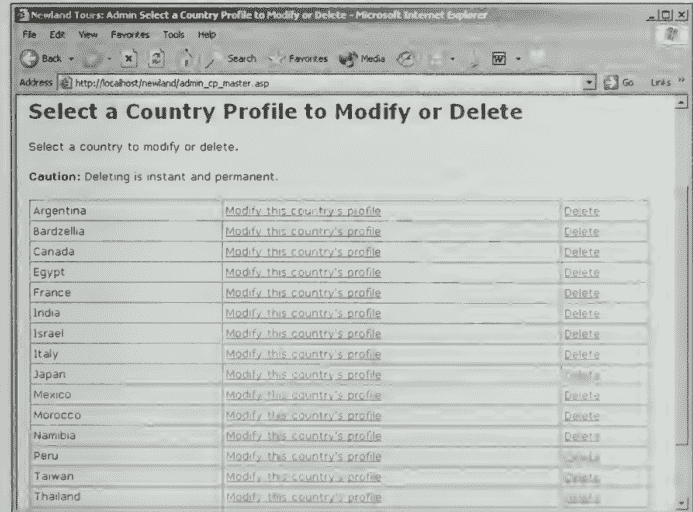 Newland Tours: Admin Select a Country Profile to Modify or Delete - Microsoft Internet Explorer
File Edit View Favorites Tools Help
Back Search Favorites Media
Address http://localhost/newland/admin_cp_master.asp Go Links »
Select a Country Profile to Modify or Delete
Select a country to modify or delete.
Caution: Deleting is instant and permanent.
Argentina Modify this country's profile Delete
Bardzellia Modify this country's profile Delete
Canada Modify this country's profile Delete
Egypt Modify this country's profile Delete
France Modify this country's profile Delete
India Modify this country's profile Delete
Israel Modify this country's profile Delete
Italy Modify this country's profile Delete
Japan Modify this country's profile Delete
Mexico Modify this country's profile Delete
Morocco Modify this country's profile Delete
Namibia Modify this country's profile Delete
Peru Modify this country's profile
Taiwan Modify this country's profile Delete
Thailand Modify this country's profile